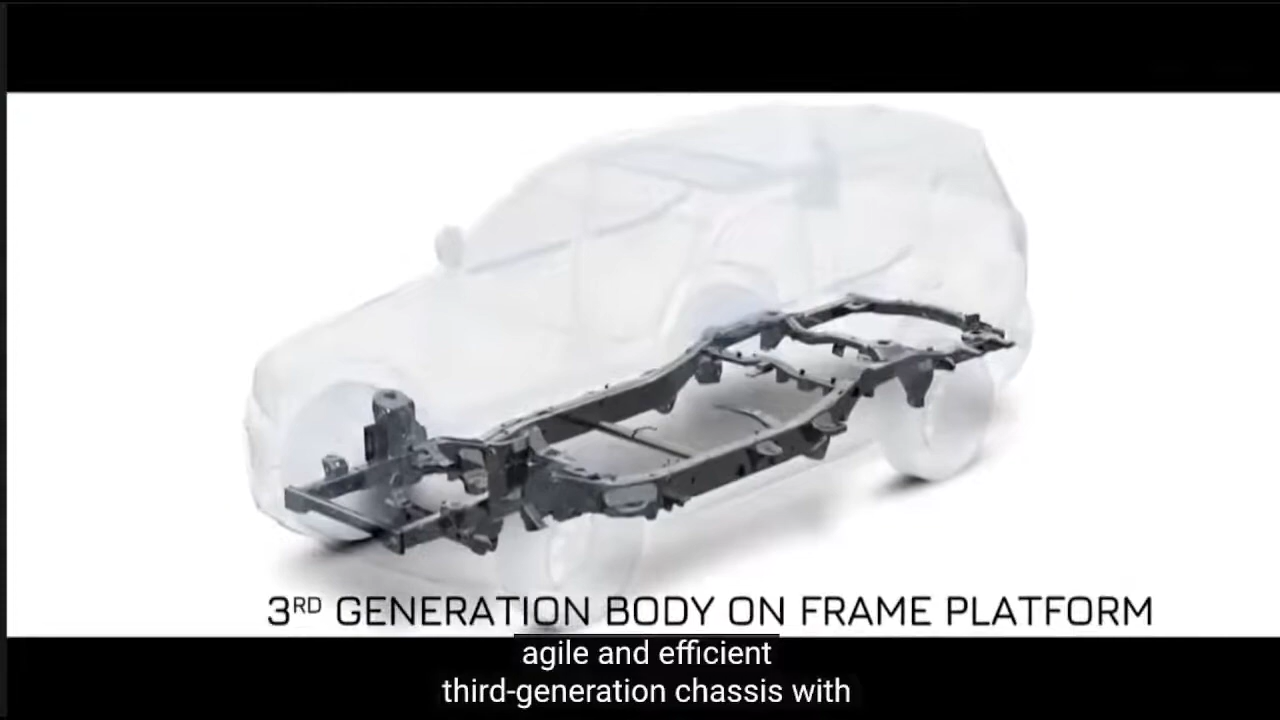 3RD GENERATION BODY ON FRAME PLATFORM
agile and efficient
third-generation chassis with